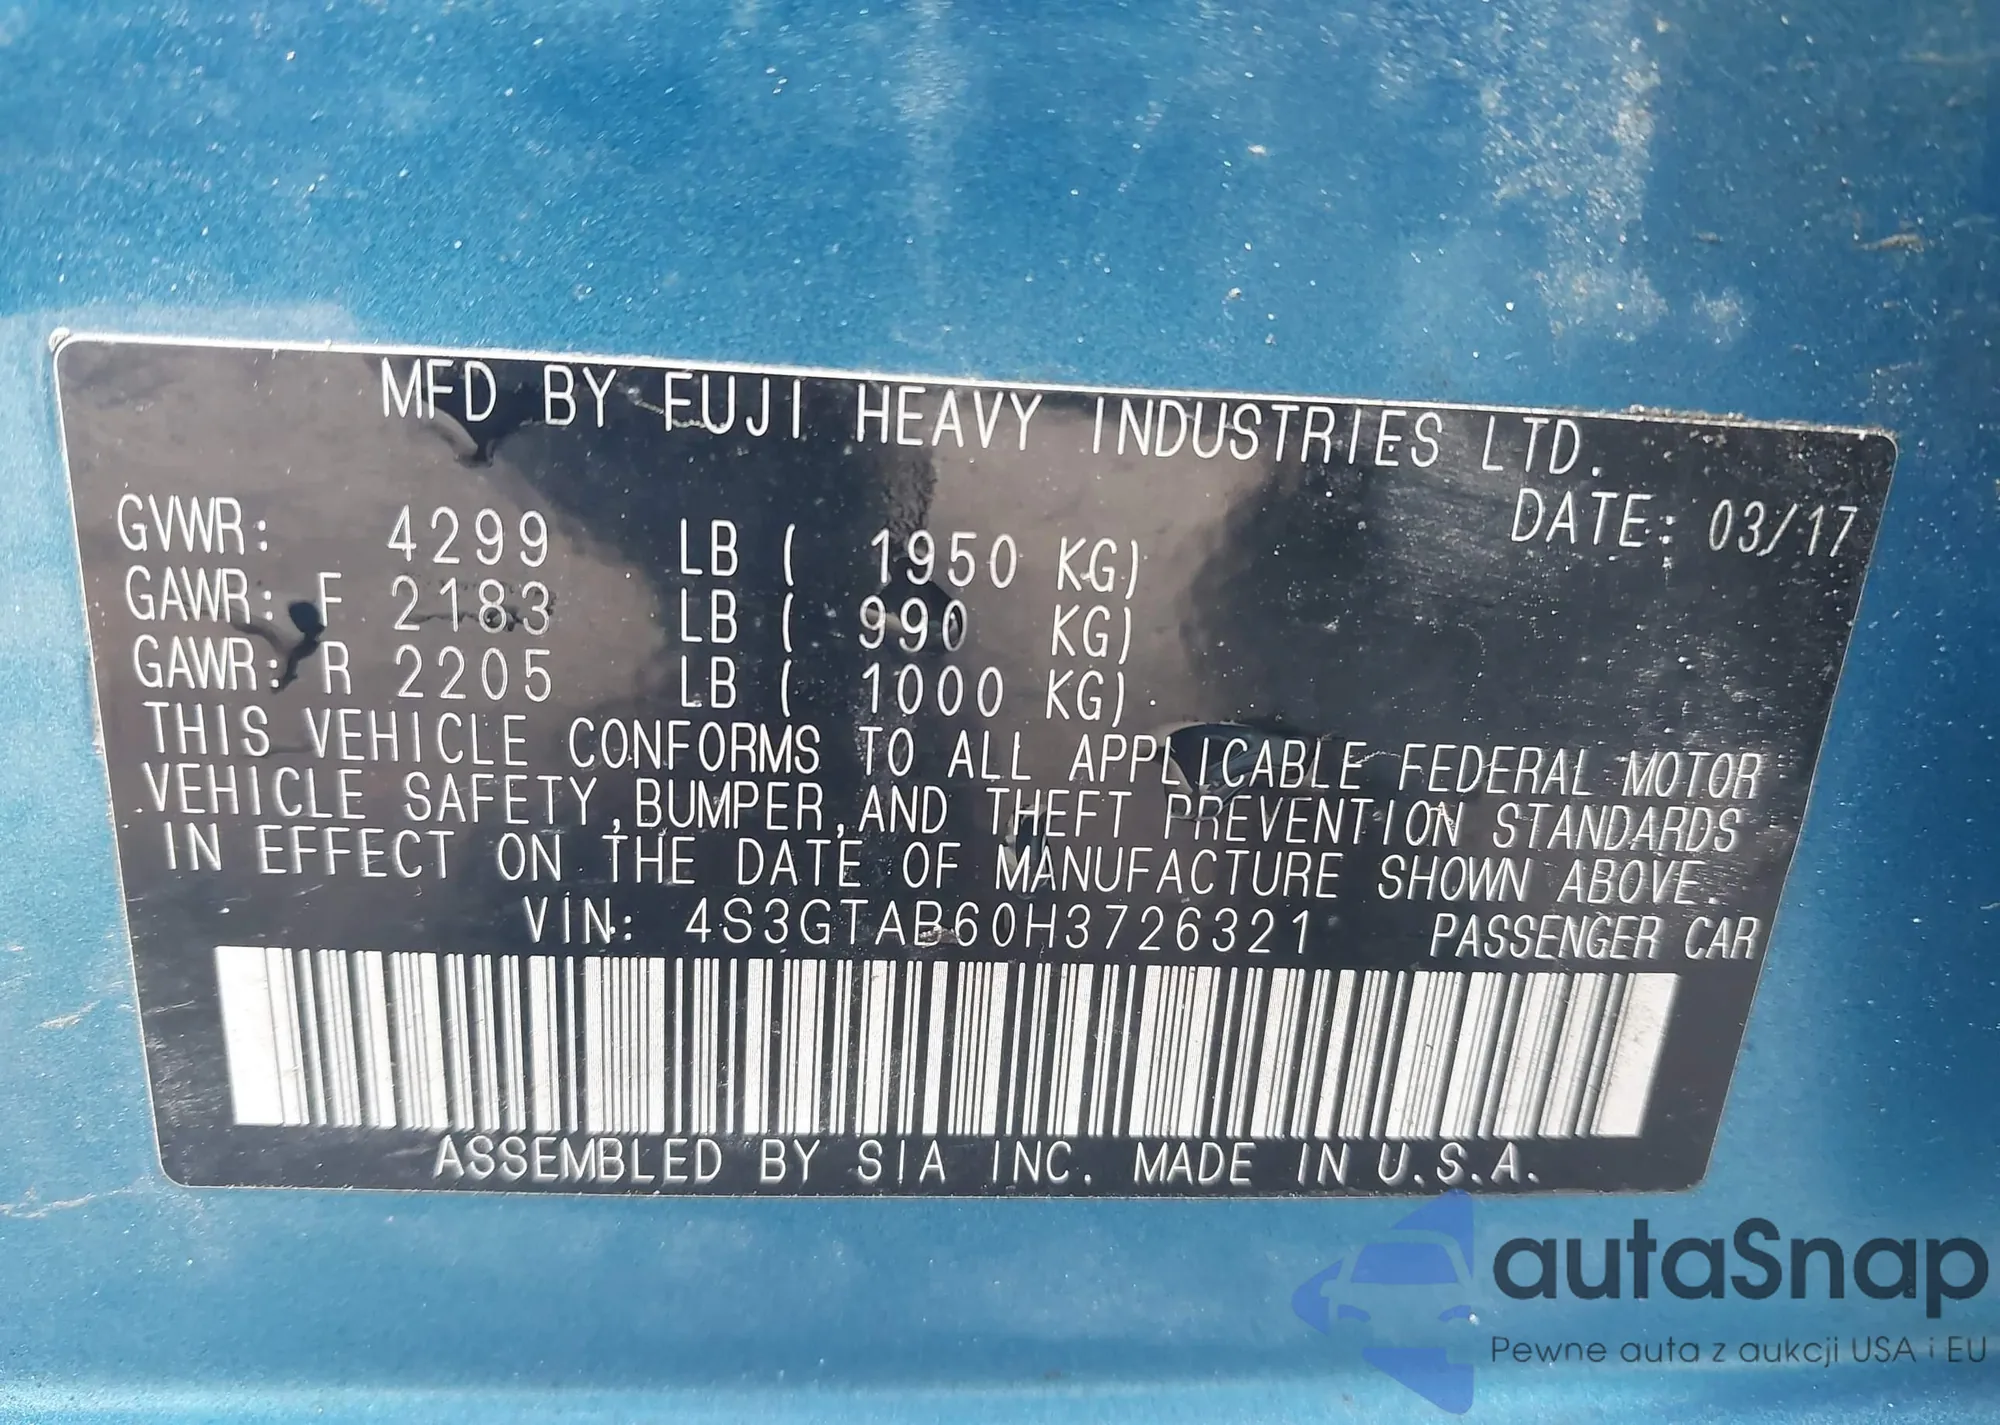 MFD BY FUJI HEAVY INDUSTRIES LTD.
DATE: 03/17
GVWR: 4299 LB ( 1950 KG)
GAWR: F 2183 LB ( 990 KG)
GAWR: R 2205 LB ( 1000 KG)
THIS VEHICLE CONFORMS TO ALL APPLICABLE FEDERAL MOTOR
VEHICLE SAFETY, BUMPER, AND THEFT PREVENTION STANDARDS
IN EFFECT ON THE DATE OF MANUFACTURE SHOWN ABOVE.
VIN: 4S3GTAB60H3726321 PASSENGER CAR
ASSEMBLED BY SIA INC. MADE IN U.S.A.
autaSnap
Pewne auta z aukcji USA i EU